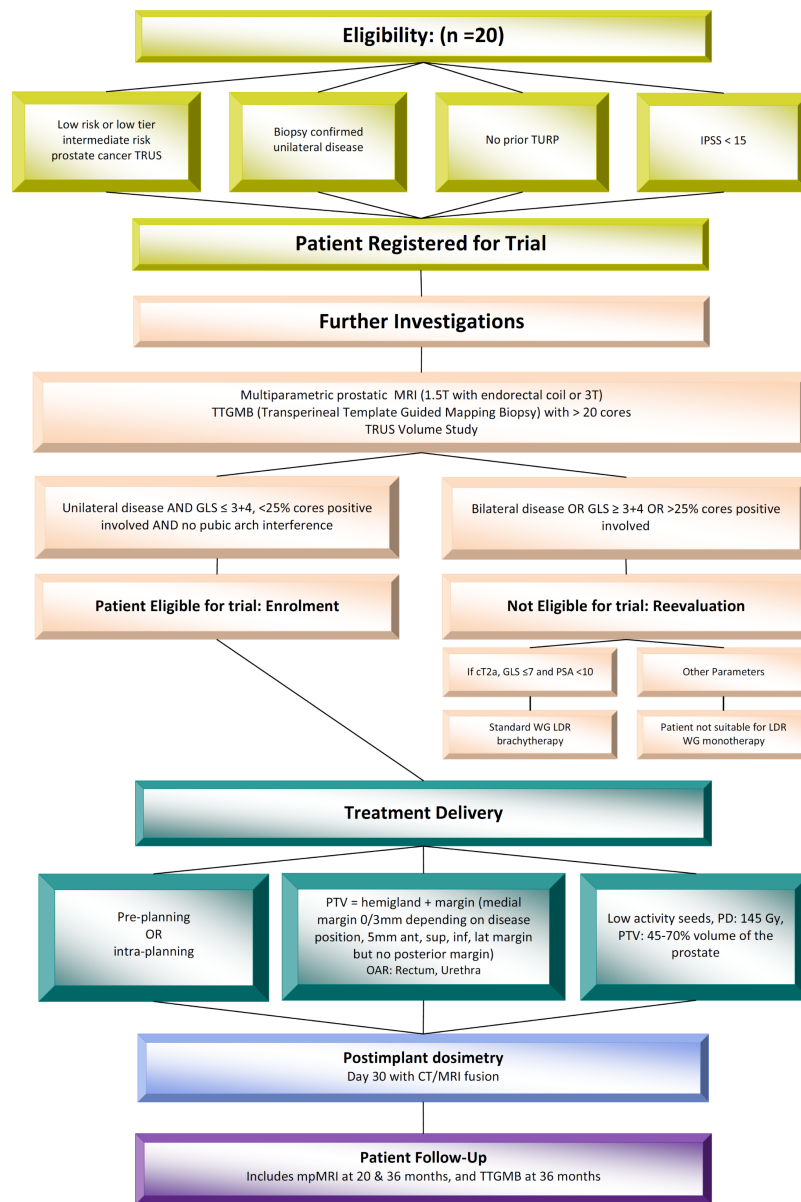 Eligibility: (n =20)
Low risk or low tier
intermediate risk
prostate cancer TRUS
Biopsy confirmed
unilateral disease
No prior TURP
IPSS < 15
Patient Registered for Trial
Further Investigations
Multiparametric prostatic MRI (1.5T with endorectal coil or 3T)
TTGMB (Transperineal Template Guided Mapping Biopsy) with > 20 cores
TRUS Volume Study
Unilateral disease AND GLS ≤ 3+4, <25% cores positive
involved AND no pubic arch interference
Bilateral disease OR GLS ≥ 3+4 OR >25% cores positive
involved
Patient Eligible for trial: Enrolment
Not Eligible for trial: Reevaluation
If cT2a, GLS ≤7 and PSA <10
Other Parameters
Standard WG LDR
brachytherapy
Patient not suitable for LDR
WG monotherapy
Treatment Delivery
Pre-planning
OR
intra-planning
PTV = hemigland + margin (medial
margin 0/3mm depending on disease
position, 5mm ant, sup, inf, lat margin
but no posterior margin)
OAR: Rectum, Urethra
Low activity seeds, PD: 145 Gy,
PTV: 45-70% volume of the
prostate
Postimplant dosimetry
Day 30 with CT/MRI fusion
Patient Follow-Up
Includes mpMRI at 20 & 36 months, and TTGMB at 36 months